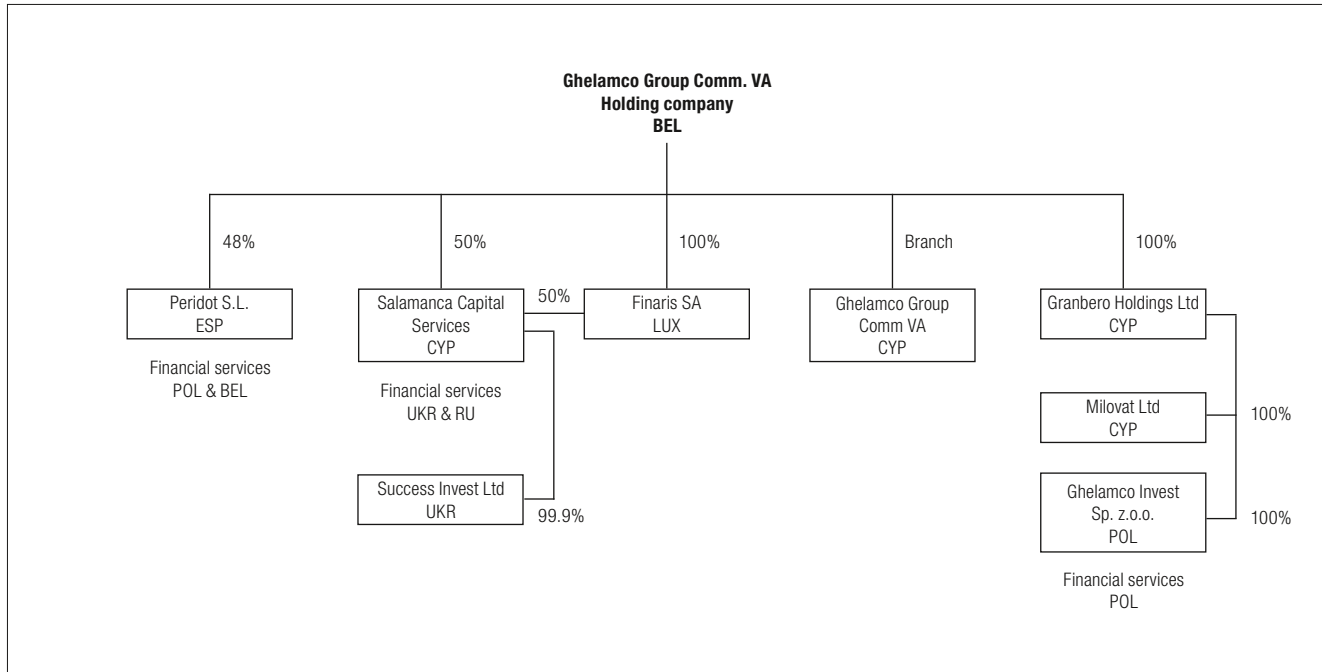 Ghelamco Group Comm. VA
Holding company
BEL
48%
50%
100%
Branch
100%
Peridot S.L.
ESP
Financial services
POL & BEL
Salamanca Capital
Services
CYP
Financial services
UKR & RU
50%
Finaris SA
LUX
Ghelamco Group
Comm VA
CYP
Granbero Holdings Ltd
CYP
Milovat Ltd
CYP
100%
Success Invest Ltd
UKR
99.9%
Ghelamco Invest
Sp. z.o.o.
POL
100%
Financial services
POL